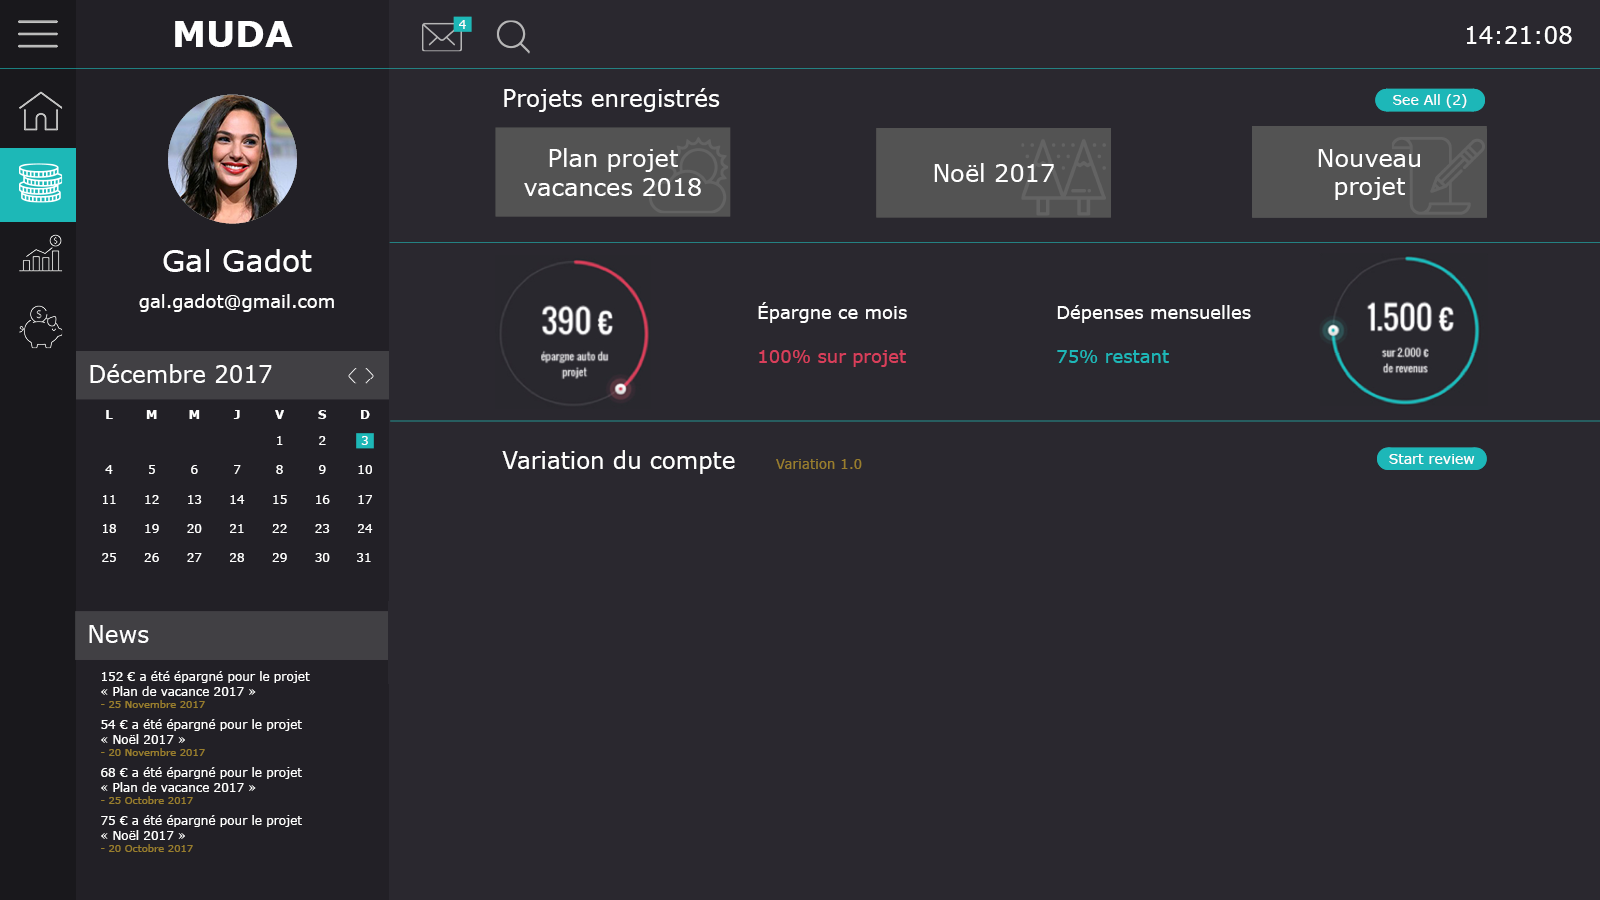 MUDA
4
14:21:08
Gal Gadot
gal.gadot@gmail.com
Décembre 2017
L M M J V S D
1 2 3
4 5 6 7 8 9 10
11 12 13 14 15 16 17
18 19 20 21 22 23 24
25 26 27 28 29 30 31
News
152 € a été épargné pour le projet
« Plan de vacance 2017 »
- 25 Novembre 2017
54 € a été épargné pour le projet
« Noël 2017 »
- 20 Novembre 2017
68 € a été épargné pour le projet
« Plan de vacance 2017 »
- 25 Octobre 2017
75 € a été épargné pour le projet
« Noël 2017 »
- 20 Octobre 2017
Projets enregistrés
See All (2)
Plan projet
vacances 2018
Noël 2017
Nouveau
projet
390 €
épargne auto du
projet
Épargne ce mois
100% sur projet
Dépenses mensuelles
75% restant
1.500 €
sur 2.000 €
de revenus
Variation du compte
Variation 1.0
Start review